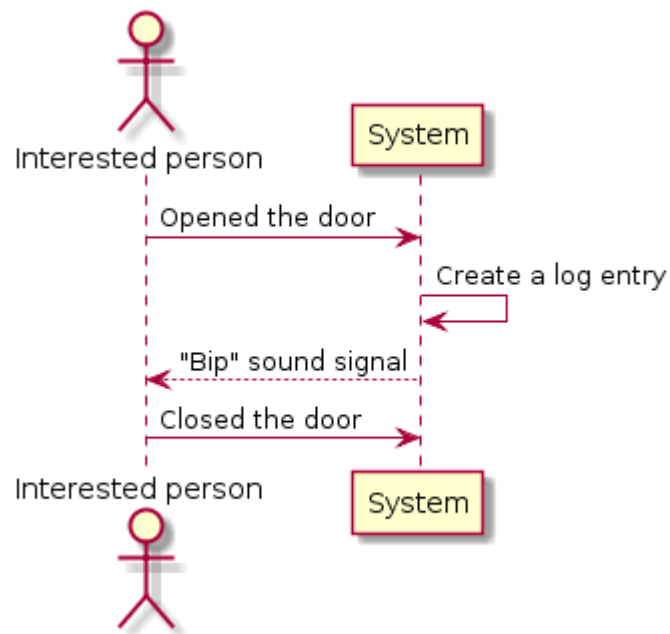 Interested person
System
Opened the door
Create a log entry
"Bip" sound signal
Closed the door
Interested person
System